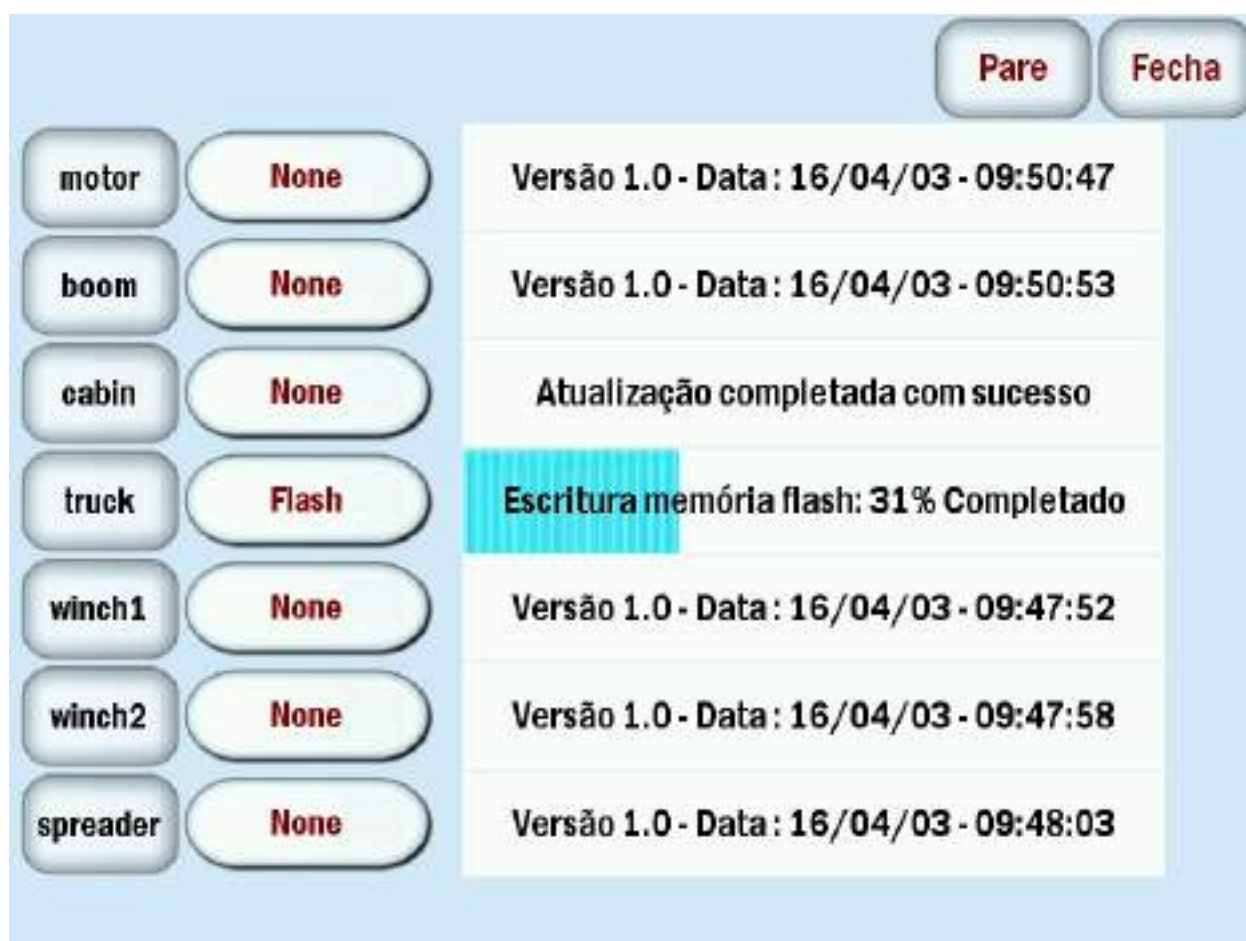 Pare Fecha
motor None Versão 1.0 - Data : 16/04/03 - 09:50:47
boom None Versão 1.0 - Data : 16/04/03 - 09:50:53
cabin None Atualização completada com sucesso
truck Flash Escritura memória flash: 31% Completado
winch1 None Versão 1.0 - Data : 16/04/03 - 09:47:52
winch2 None Versão 1.0 - Data : 16/04/03 - 09:47:58
spreader None Versão 1.0 - Data : 16/04/03 - 09:48:03